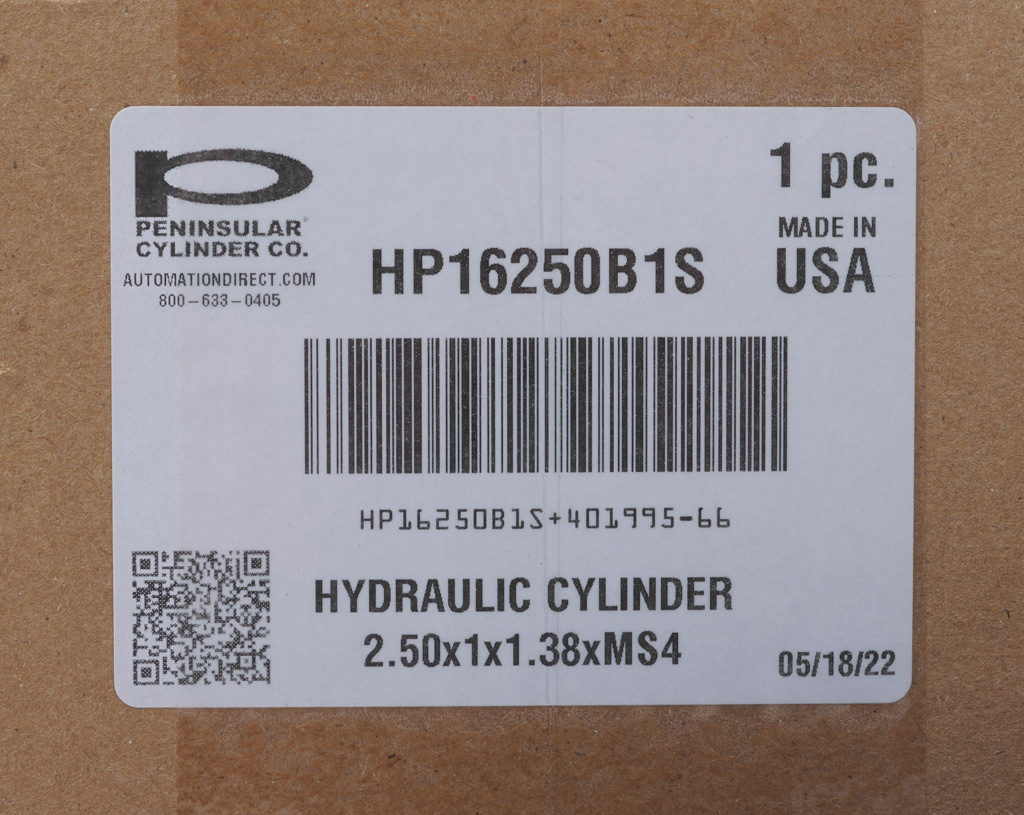 PENINSULAR
CYLINDER CO.
AUTOMATIONDIRECT.COM
800-633-0405
1 pc.
MADE IN
USA
HP16250B1S
HP16250B1S+401995-66
HYDRAULIC CYLINDER
2.50x1x1.38xMS4
05/18/22